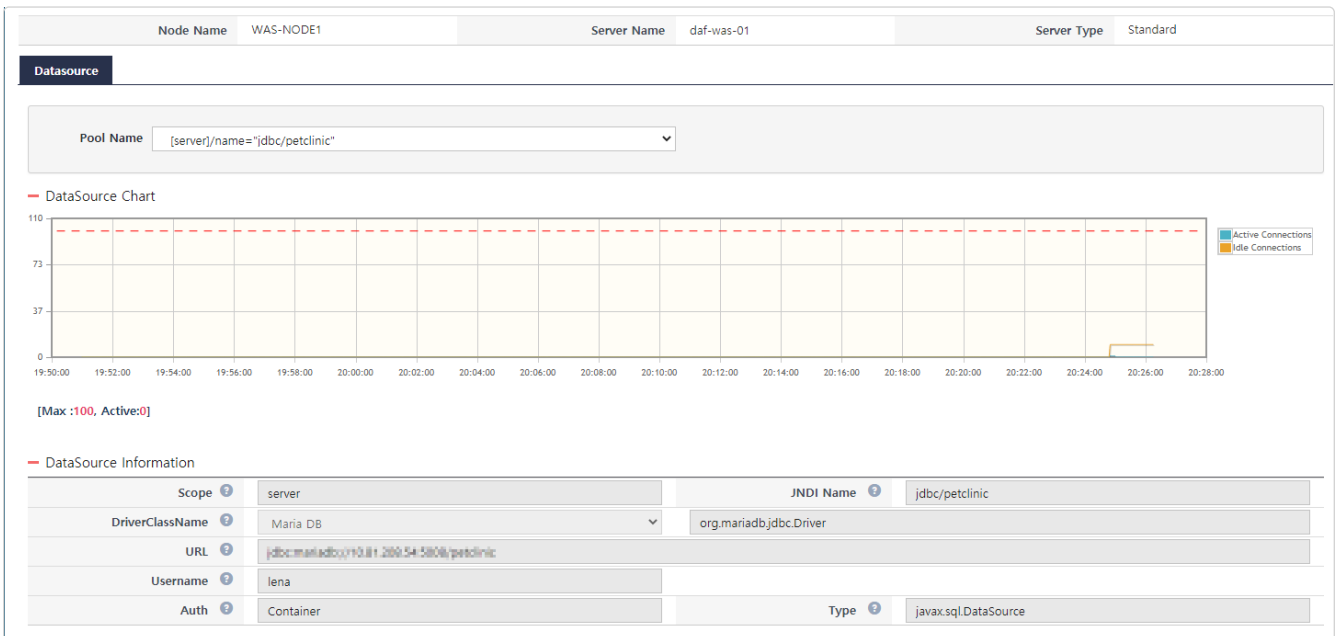 Node Name WAS-NODE1 Server Name daf-was-01 Server Type Standard
Datasource
Pool Name [server]/name="jdbc/petclinic"
DataSource Chart
110
73
37
0
19:50:00 19:52:00 19:54:00 19:56:00 19:58:00 20:00:00 20:02:00 20:04:00 20:06:00 20:08:00 20:10:00 20:12:00 20:14:00 20:16:00 20:18:00 20:20:00 20:22:00 20:24:00 20:26:00 20:28:00
Active Connections
Idle Connections
[Max :100, Active:0]
DataSource Information
Scope ? server JNDI Name ? jdbc/petclinic
DriverClassName ? Maria DB org.mariadb.jdbc.Driver
URL ?
Username ? lena
Auth ? Container Type ? javax.sql.DataSource